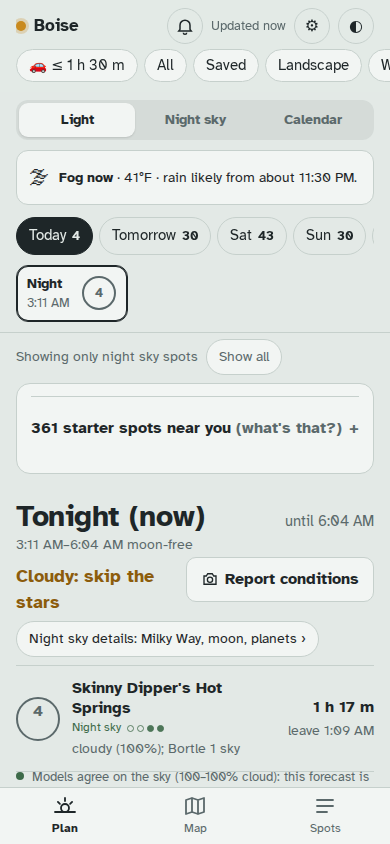 Boise
Updated now
≤ 1 h 30 m
All
Saved
Landscape
Light
Night sky
Calendar
Fog now · 41°F · rain likely from about 11:30 PM.
Today 4
Tomorrow 30
Sat 43
Sun 30
Night
3:11 AM
4
Showing only night sky spots
Show all
361 starter spots near you (what's that?) +
Tonight (now)
until 6:04 AM
3:11 AM–6:04 AM moon-free
Cloudy: skip the
stars
Report conditions
Night sky details: Milky Way, moon, planets ›
4
Skinny Dipper's Hot
Springs
Night sky
cloudy (100%); Bortle 1 sky
1 h 17 m
leave 1:09 AM
Models agree on the sky (100–100% cloud): this forecast is
Plan
Map
Spots